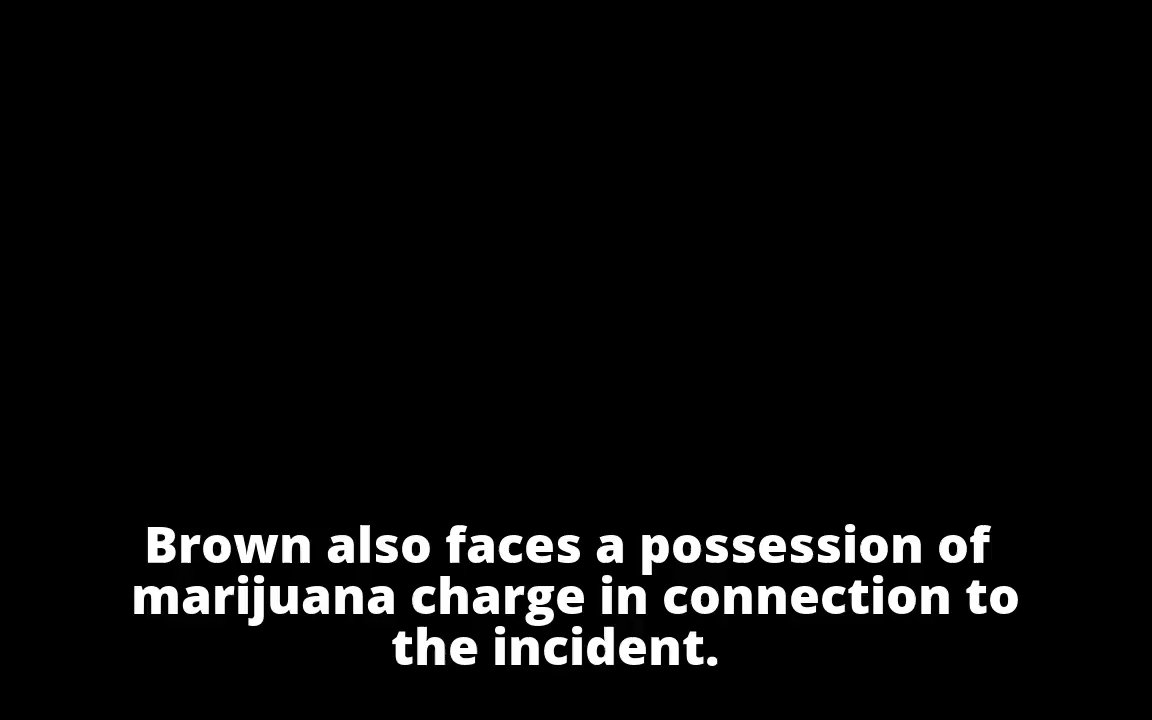 Brown also faces a possession of
marijuana charge in connection to
the incident.